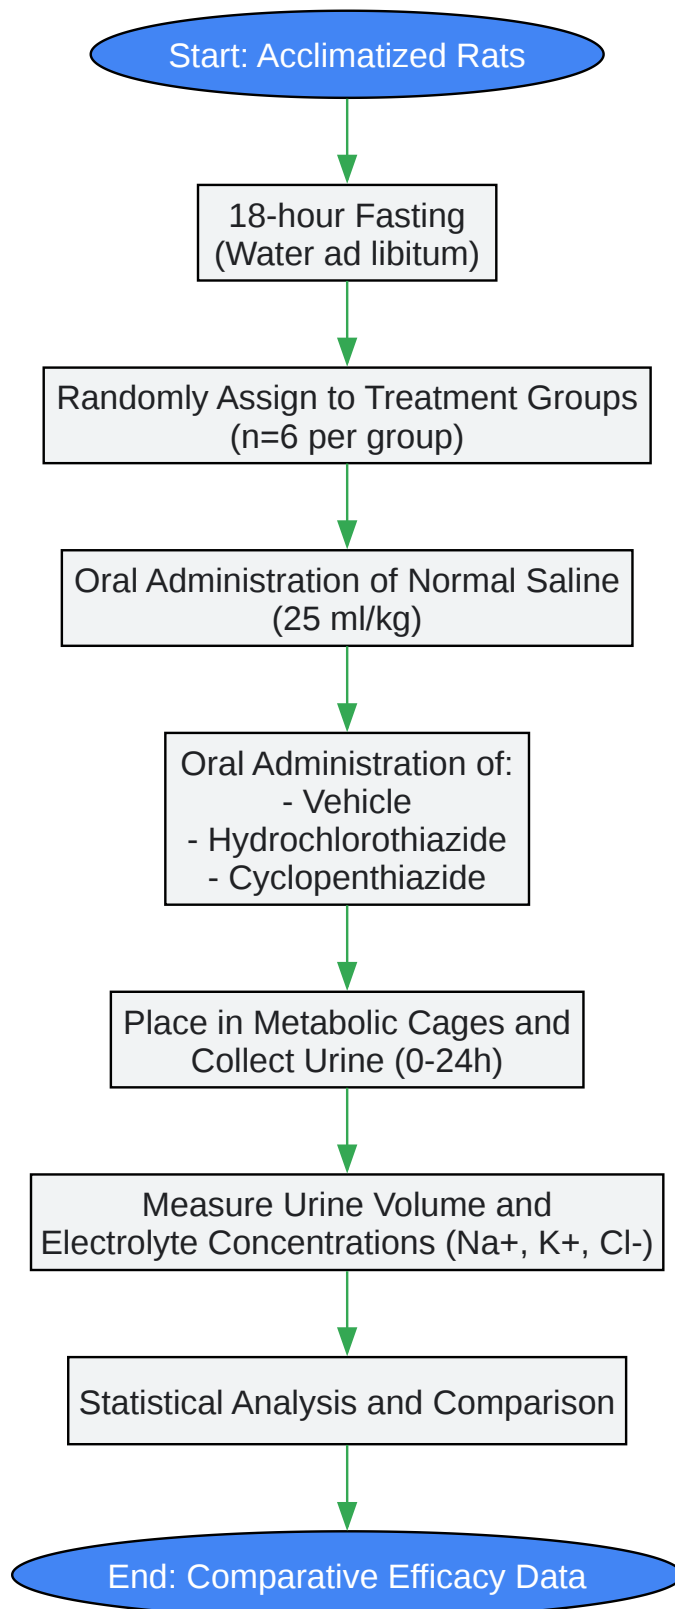 Start: Acclimatized Rats
18-hour Fasting
(Water ad libitum)
Randomly Assign to Treatment Groups
(n=6 per group)
Oral Administration of Normal Saline
(25 ml/kg)
Oral Administration of:
- Vehicle
- Hydrochlorothiazide
- Cyclopenthiazide
Place in Metabolic Cages and
Collect Urine (0-24h)
Measure Urine Volume and
Electrolyte Concentrations (Na+, K+, Cl-)
Statistical Analysis and Comparison
End: Comparative Efficacy Data